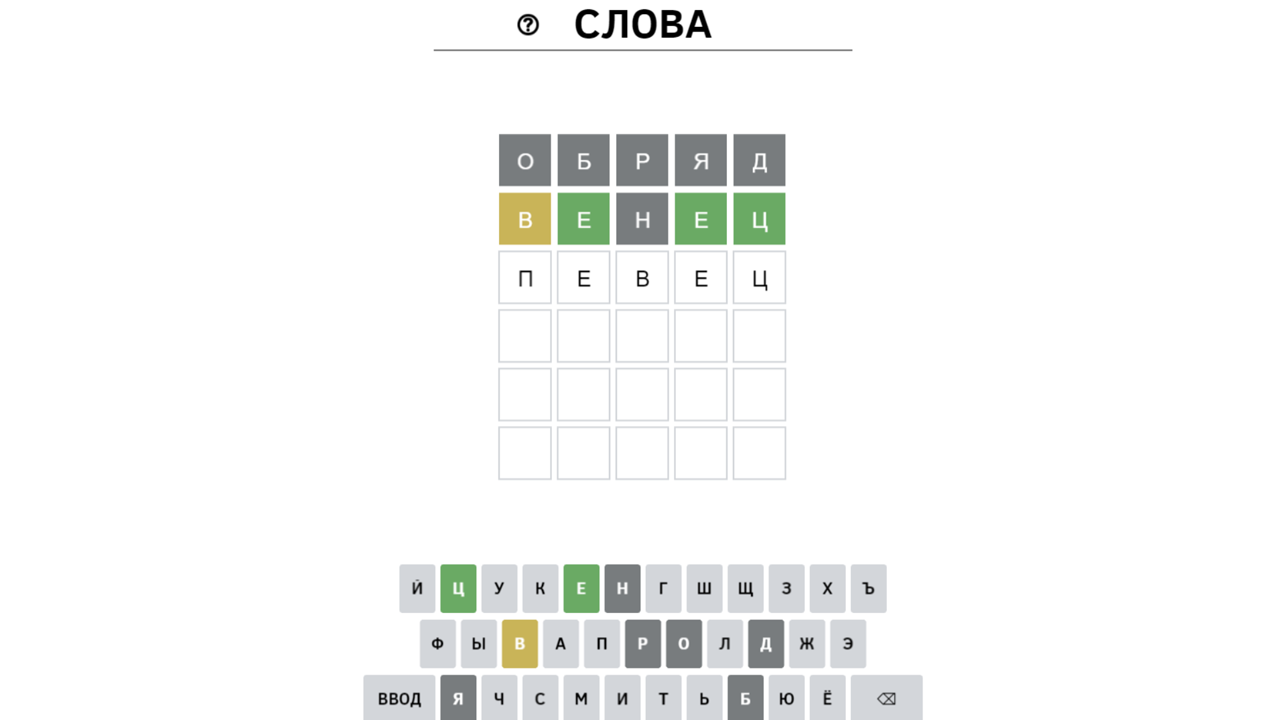 ? СЛОВА
О Б Р Я Д
В Е Н Е Ц
П Е В Е Ц
Й Ц У К Е Н Г Ш Щ З Х Ъ
Ф Ы В А П Р О Л Д Ж Э
ВВОД Я Ч С М И Т Ь Б Ю Ё ⌫